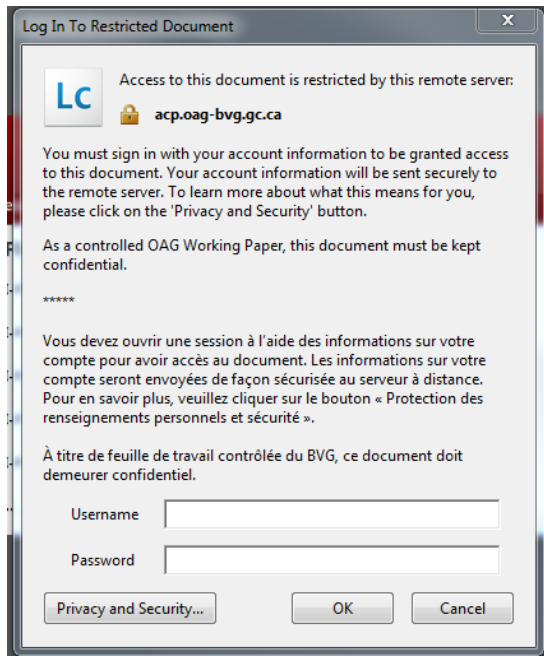 Log In To Restricted Document
x
Lc
Access to this document is restricted by this remote server:
acp.oag-bvg.gc.ca
You must sign in with your account information to be granted access
to this document. Your account information will be sent securely to
the remote server. To learn more about what this means for you,
please click on the 'Privacy and Security' button.
As a controlled OAG Working Paper, this document must be kept
confidential.
*****
Vous devez ouvrir une session à l'aide des informations sur votre
compte pour avoir accès au document. Les informations sur votre
compte seront envoyées de façon sécurisée au serveur à distance.
Pour en savoir plus, veuillez cliquer sur le bouton « Protection des
renseignements personnels et sécurité ».
À titre de feuille de travail contrôlée du BVG, ce document doit
demeurer confidentiel.
Username
Password
Privacy and Security...
OK
Cancel